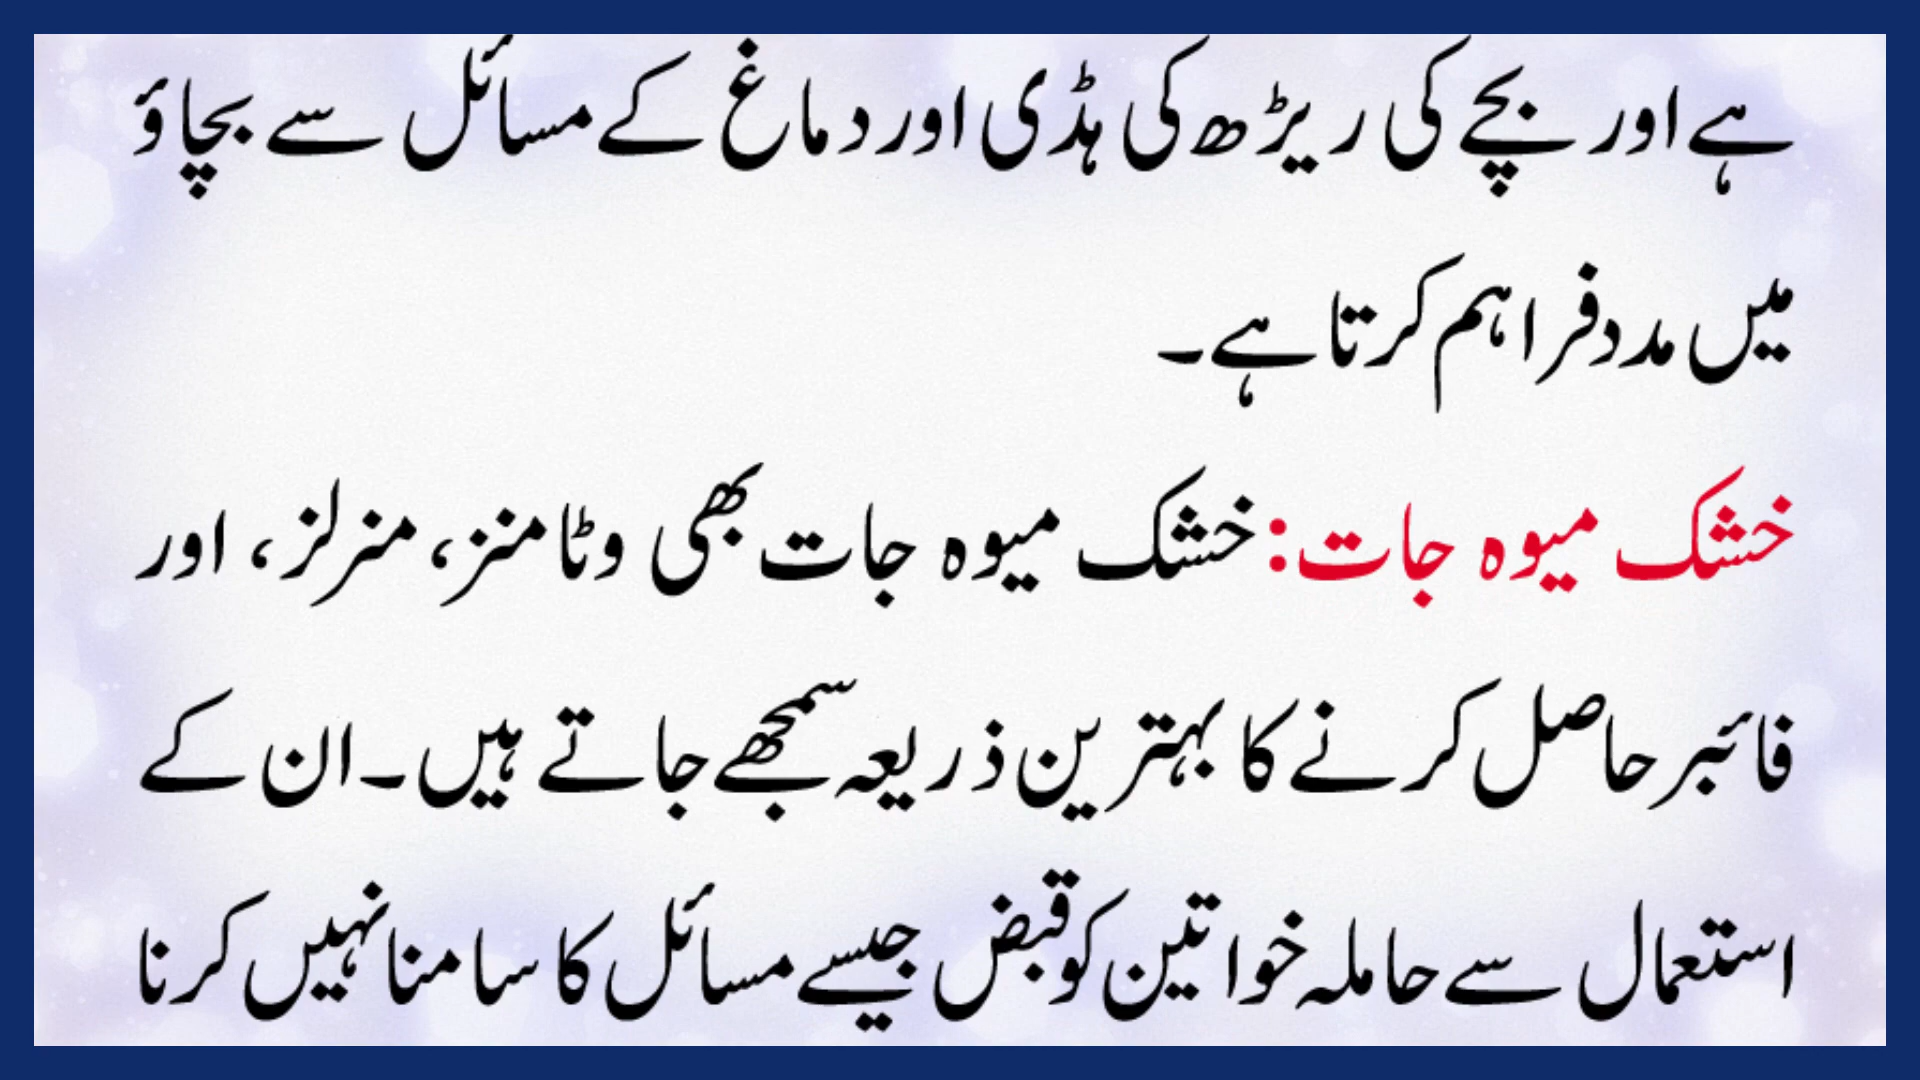 ہے اور بچے کی ریڑھ کی ہڈی اور دماغ کے مسائل سے بچاؤ
میں مدد فراہم کرتا ہے۔
خشک میوہ جات: خشک میوہ جات بھی وٹامنز، منرلز، اور
فائبر حاصل کرنے کا بہترین ذریعہ سمجھے جاتے ہیں۔ ان کے
استعمال سے حاملہ خواتین کو قبض جیسے مسائل کا سامنا نہیں کرنا